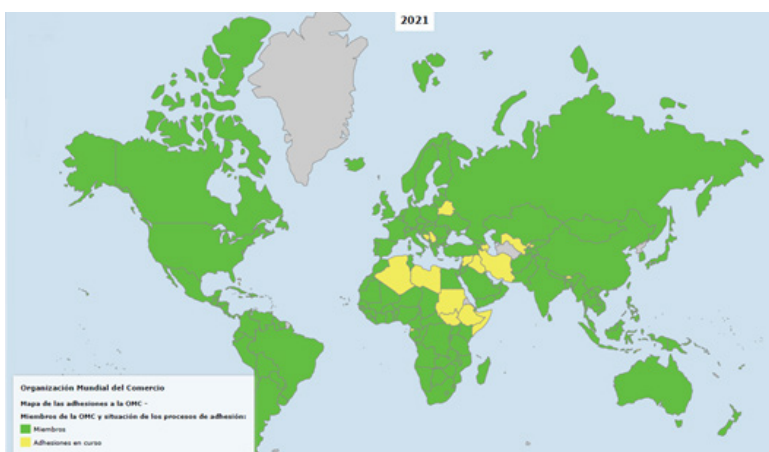 2021
Organización Mundial del Comercio
Mapa de las adhesiones a la OMC -
Miembros de la OMC y situación de los procesos de adhesión:
Miembros
Adhesiones en curso